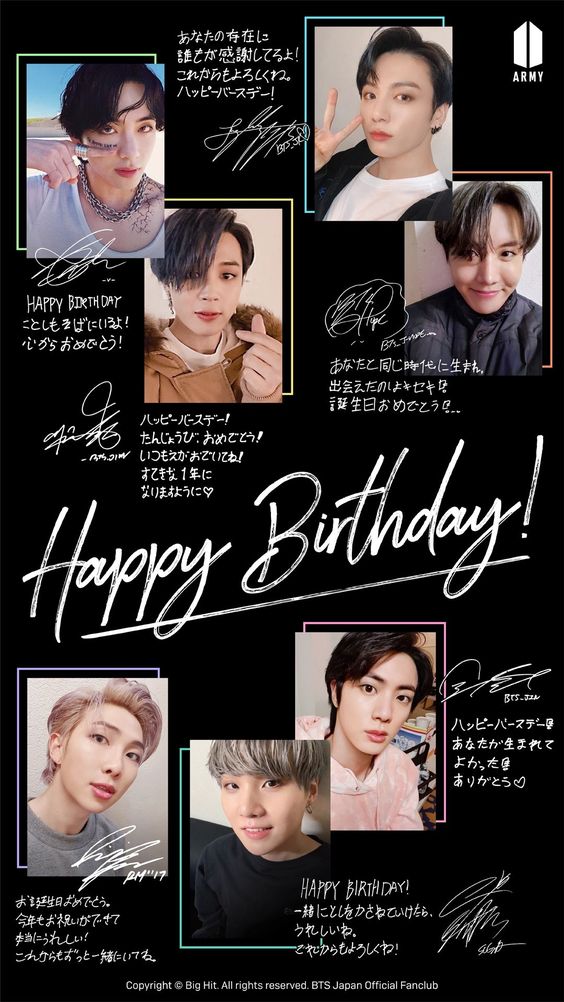 ARMY
あなたの存在に
誰もが感謝してるよ!
これからもよろしくね。
ハッピーバースデー!
BTS_JK
-V-
HAPPY BIRTHDAY
ことしもそばにいるよ!
心からおめでとう!
あなたと同じ時代に生まれ、
出会えたのはキセキ
誕生日おめでとう
-BTS.JIMIN
ハッピーバースデー!
たんじょうび、おめでとう!
いつもえがおでいてね!
すてきな1年に
なりますように♡
Happy Birthday!
BTS_JIN
ハッピーバースデー
あなたが生まれて
よかった
ありがとう♡
RM
お誕生日おめでとう。
今年もお祝いができて
本当にうれしい!
これからもずっと一緒にいてね。
HAPPY BIRTHDAY!
一緒にとしをかさねていけたら、
うれしいね。
これからもよろしくね!
SUGA
Copyright © Big Hit. All rights reserved. BTS Japan Official Fanclub